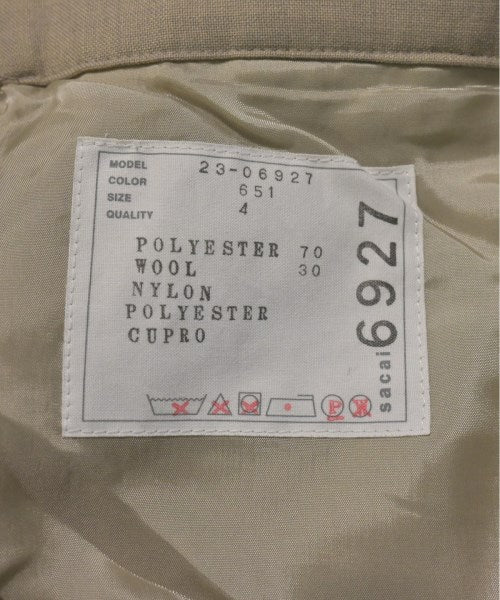 MODEL 23-06927
COLOR 651
SIZE 4
QUALITY
POLYESTER 70
WOOL 30
NYLON
POLYESTER
CUPRO
P W
sacai 6927